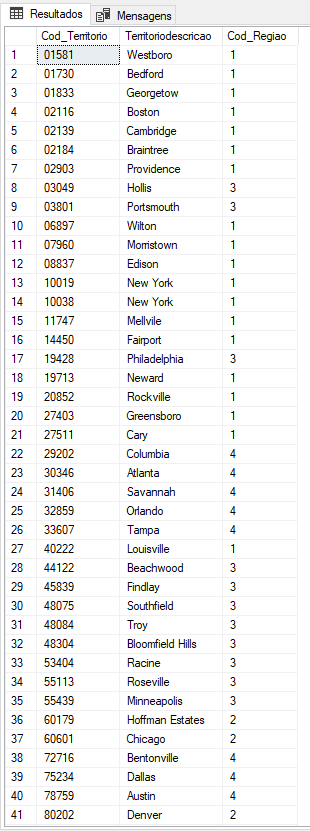 Resultados Mensagens
Cod_Territorio Territoriodescricao Cod_Regiao
1 01581 Westboro 1
2 01730 Bedford 1
3 01833 Georgetow 1
4 02116 Boston 1
5 02139 Cambridge 1
6 02184 Braintree 1
7 02903 Providence 1
8 03049 Hollis 3
9 03801 Portsmouth 3
10 06897 Wilton 1
11 07960 Morristown 1
12 08837 Edison 1
13 10019 New York 1
14 10038 New York 1
15 11747 Mellvile 1
16 14450 Fairport 1
17 19428 Philadelphia 3
18 19713 Neward 1
19 20852 Rockville 1
20 27403 Greensboro 1
21 27511 Cary 1
22 29202 Columbia 4
23 30346 Atlanta 4
24 31406 Savannah 4
25 32859 Orlando 4
26 33607 Tampa 4
27 40222 Louisville 1
28 44122 Beachwood 3
29 45839 Findlay 3
30 48075 Southfield 3
31 48084 Troy 3
32 48304 Bloomfield Hills 3
33 53404 Racine 3
34 55113 Roseville 3
35 55439 Minneapolis 3
36 60179 Hoffman Estates 2
37 60601 Chicago 2
38 72716 Bentonville 4
39 75234 Dallas 4
40 78759 Austin 4
41 80202 Denver 2